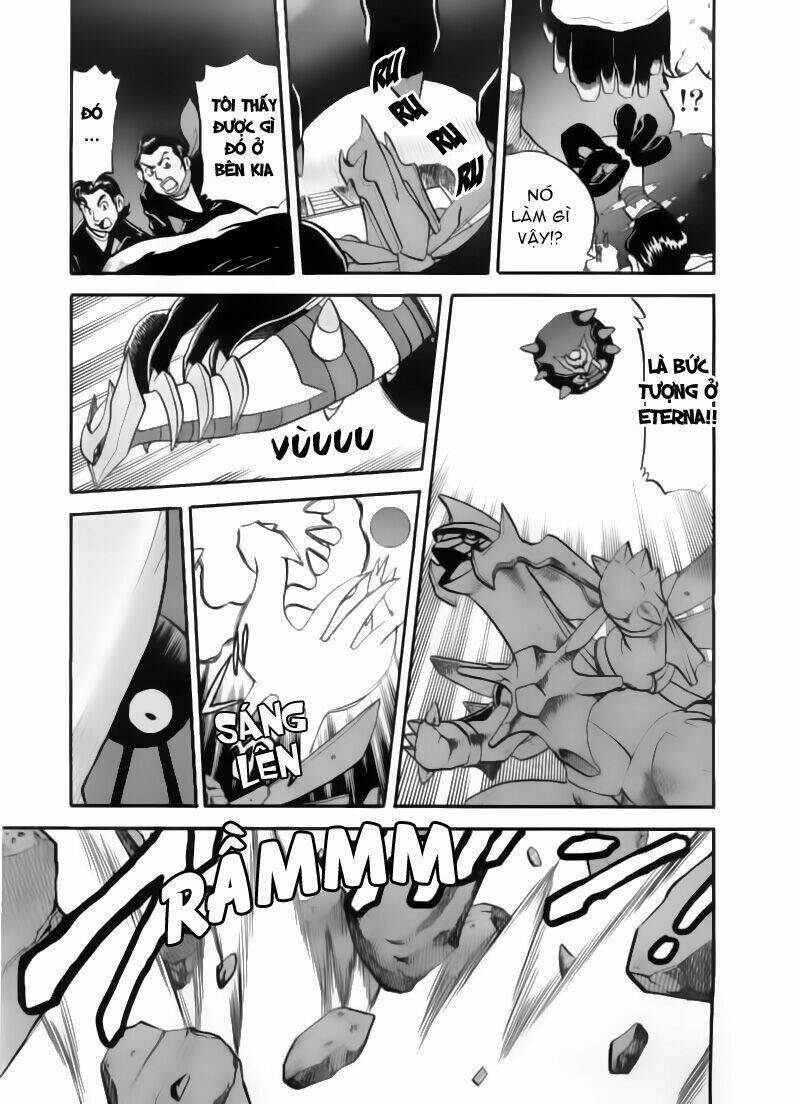 !?
NÓ
LÀM GÌ
VẬY!?
RU
RU
RU
RU
RU
TÔI THẤY
ĐƯỢC GÌ
ĐÓ Ở
BÊN KIA
ĐÓ
...
LÀ BỨC
TƯỢNG Ở
ETERNA!!
VÙUUU
SÁNG
LÊN
RẦMMM